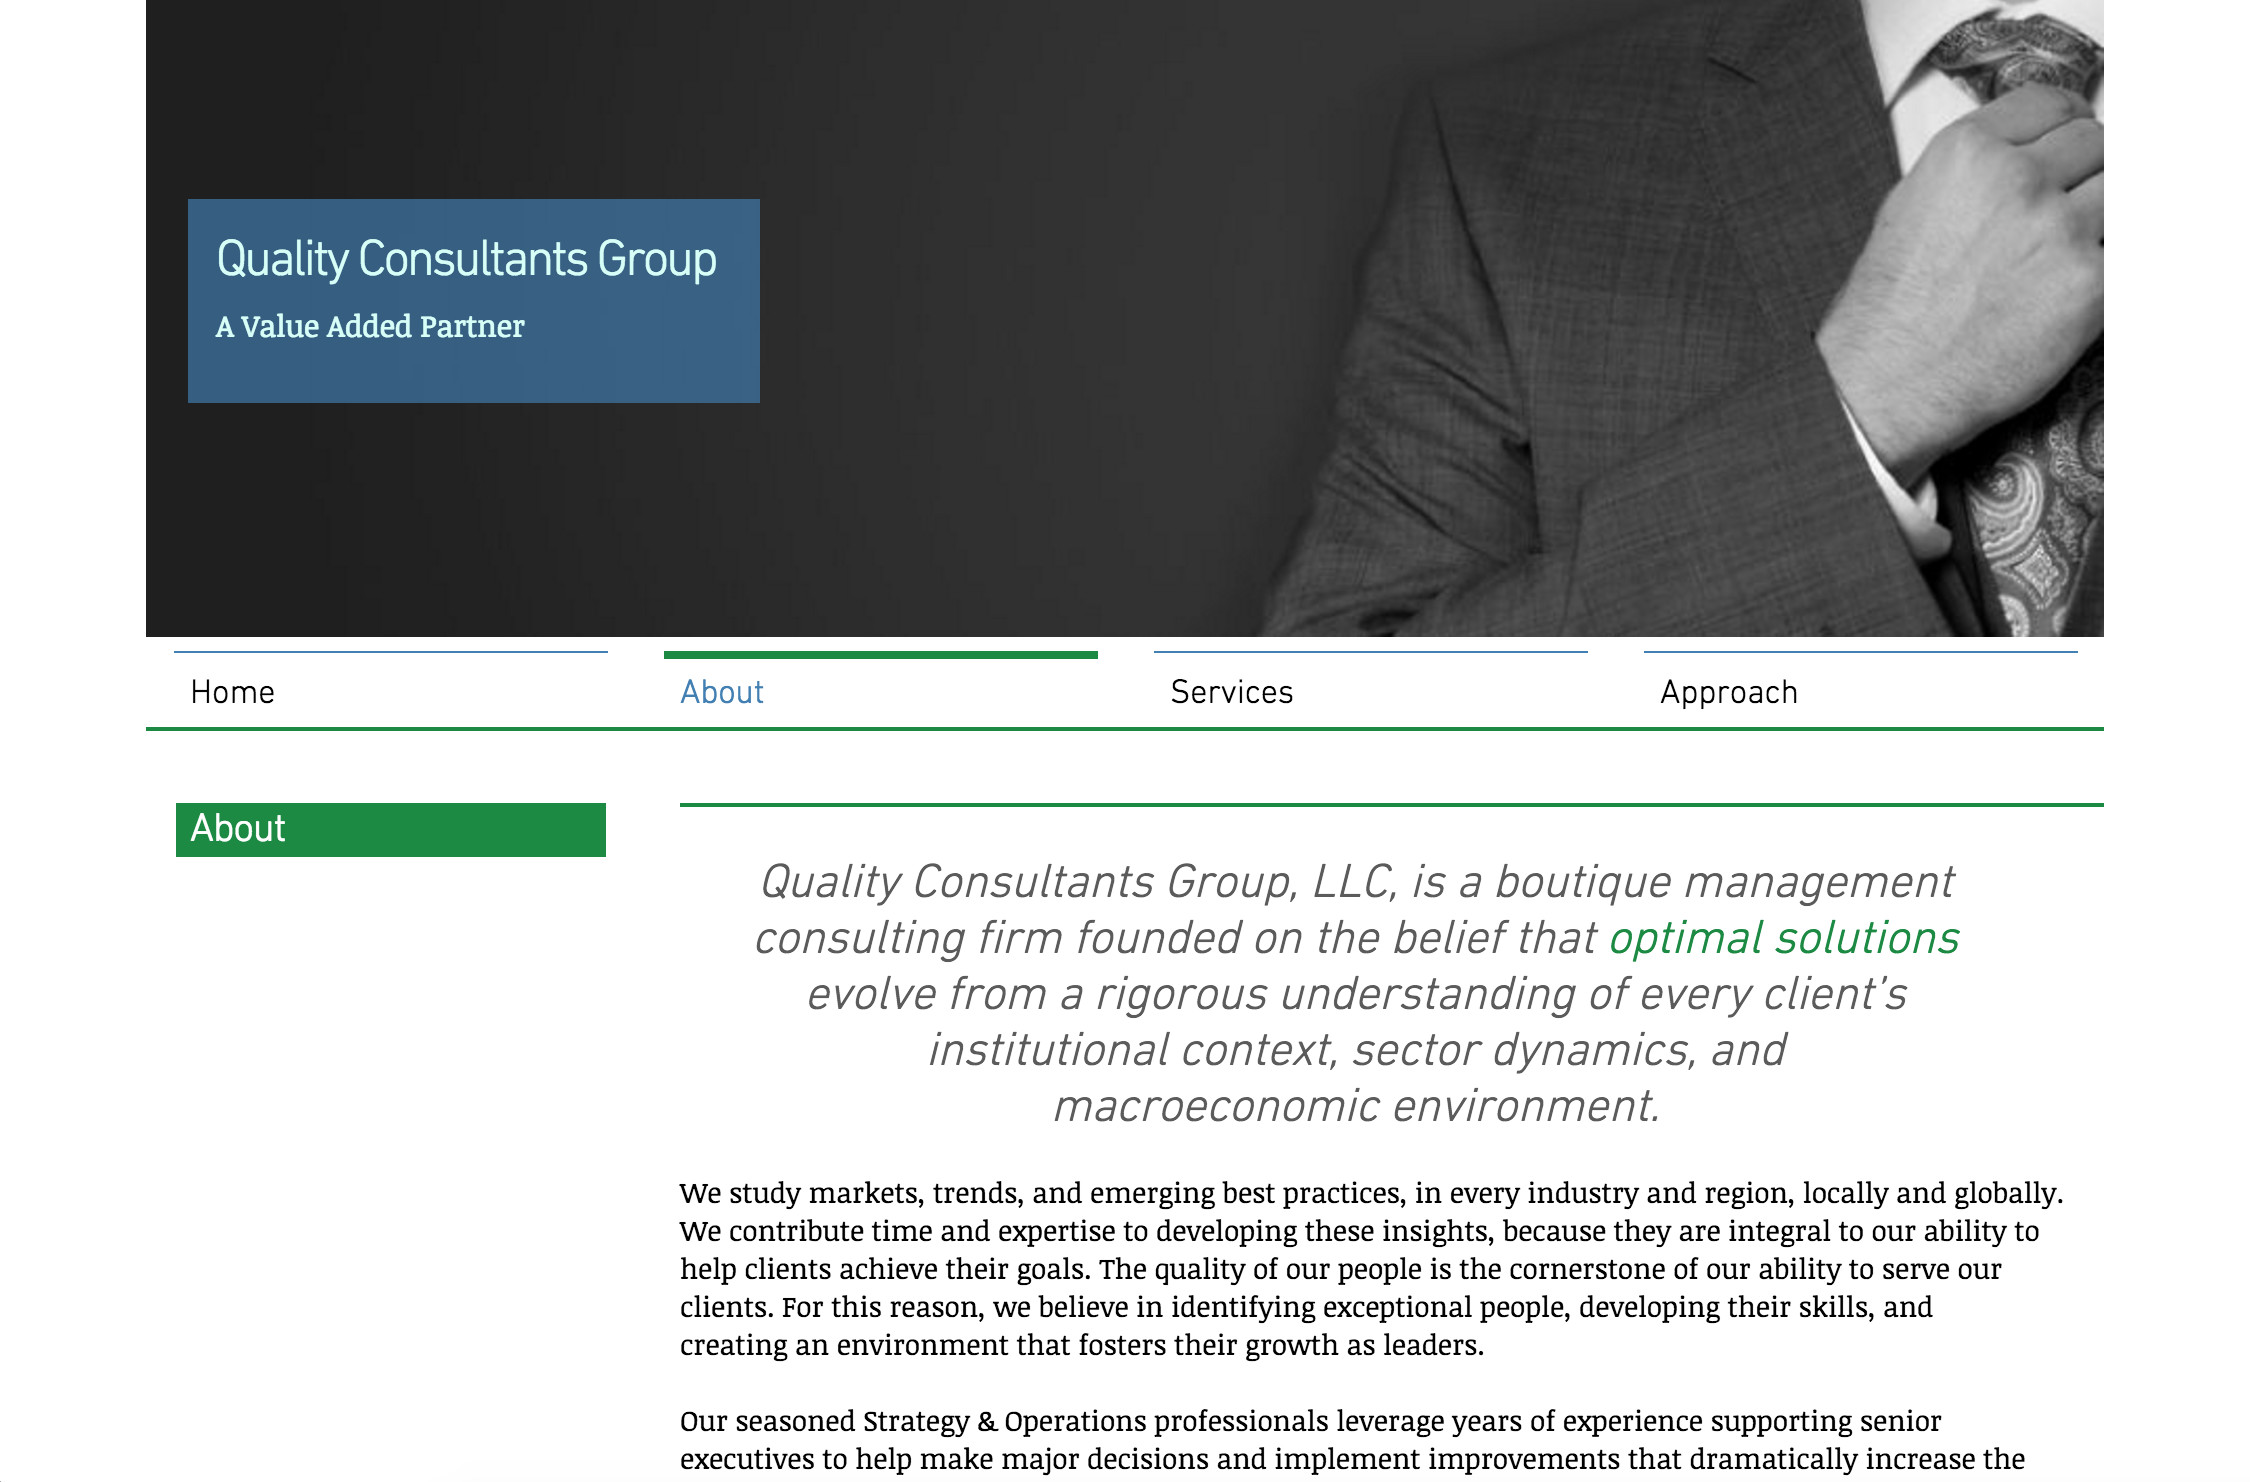 Quality Consultants Group
A Value Added Partner
Home
About
Services
Approach
About
Quality Consultants Group, LLC, is a boutique management
consulting firm founded on the belief that optimal solutions
evolve from a rigorous understanding of every client's
institutional context, sector dynamics, and
macroeconomic environment.
We study markets, trends, and emerging best practices, in every industry and region, locally and globally.
We contribute time and expertise to developing these insights, because they are integral to our ability to
help clients achieve their goals. The quality of our people is the cornerstone of our ability to serve our
clients. For this reason, we believe in identifying exceptional people, developing their skills, and
creating an environment that fosters their growth as leaders.
Our seasoned Strategy & Operations professionals leverage years of experience supporting senior
executives to help make major decisions and implement improvements that dramatically increase the